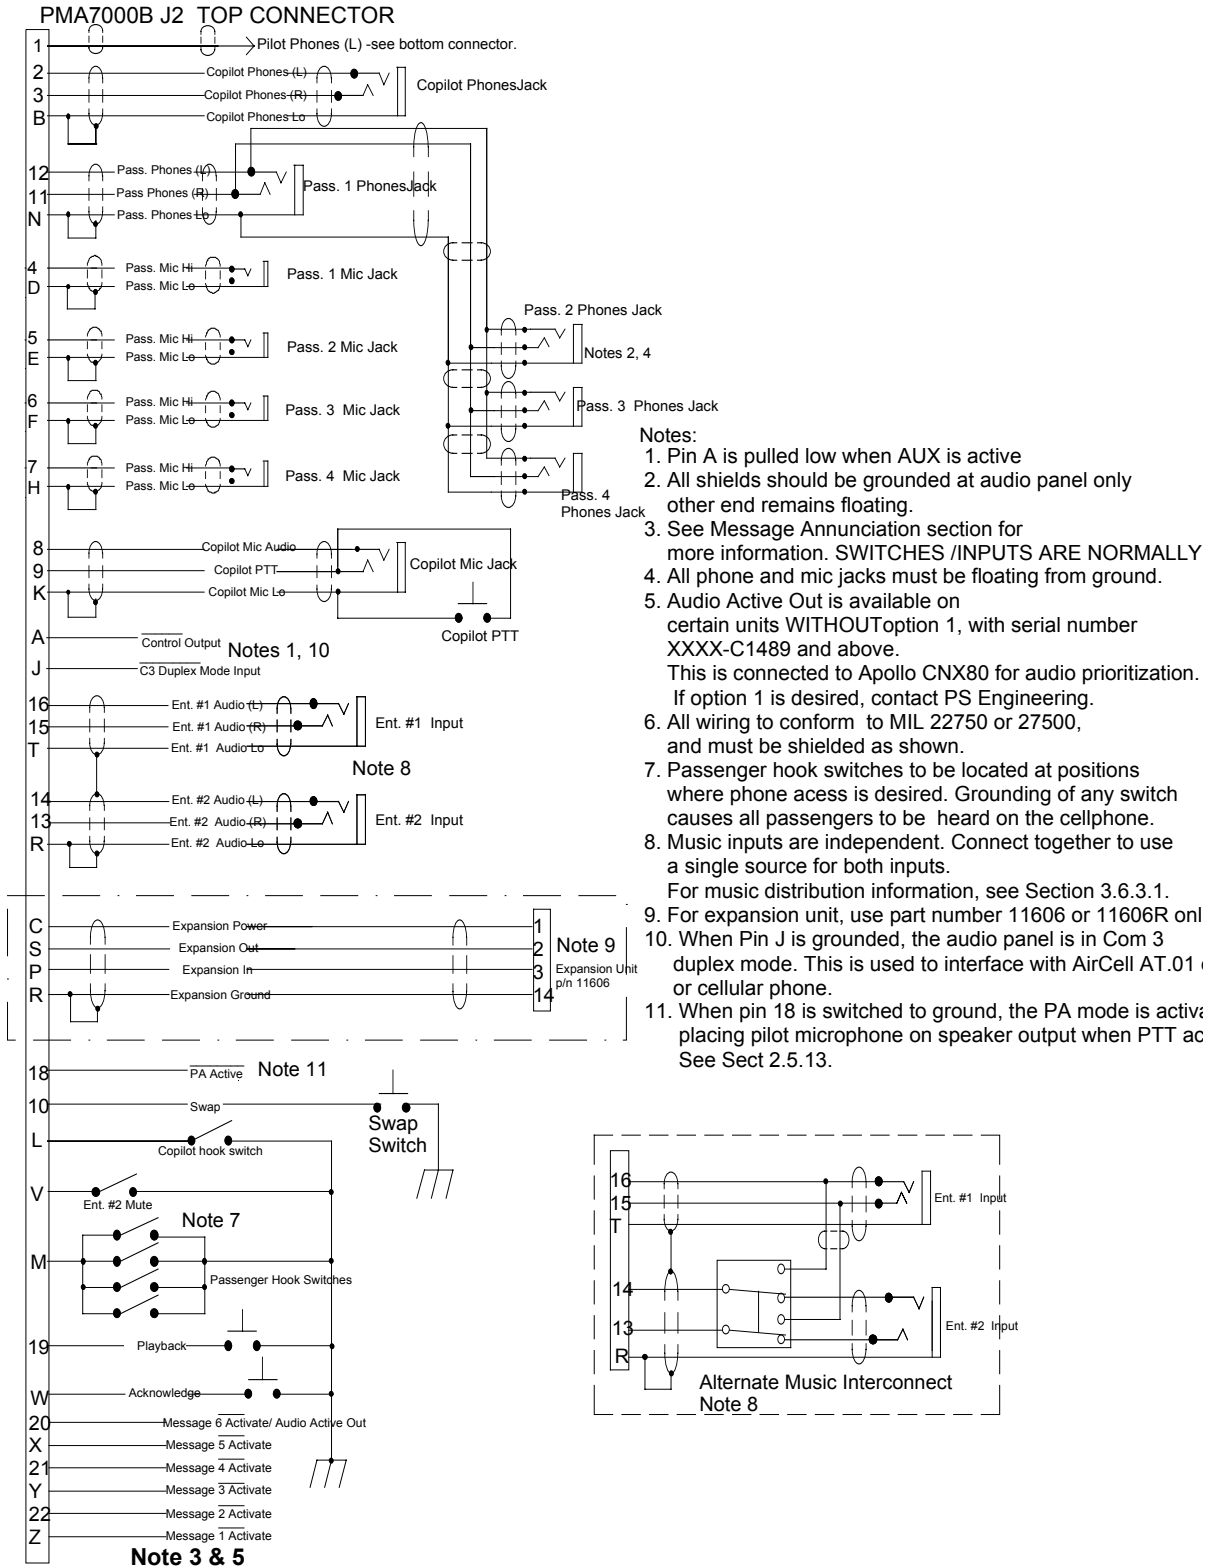 PMA7000B J2 TOP CONNECTOR
1 Pilot Phones (L) -see bottom connector.
2 Copilot Phones (L)
3 Copilot Phones (R)
B Copilot Phones Lo
Copilot PhonesJack
12 Pass. Phones (L)
11 Pass Phones (R)
N Pass. Phones Lo
Pass. 1 PhonesJack
4 Pass. Mic Hi
D Pass. Mic Lo
Pass. 1 Mic Jack
5 Pass. Mic Hi
E Pass. Mic Lo
Pass. 2 Mic Jack
6 Pass. Mic Hi
F Pass. Mic Lo
Pass. 3 Mic Jack
7 Pass. Mic Hi
H Pass. Mic Lo
Pass. 4 Mic Jack
Pass. 2 Phones Jack
Notes 2, 4
Pass. 3 Phones Jack
Pass. 4
Phones Jack
8 Copilot Mic Audio
9 Copilot PTT
K Copilot Mic Lo
Copilot Mic Jack
Copilot PTT
A Control Output
J C3 Duplex Mode Input
Notes 1, 10
16 Ent. #1 Audio (L)
15 Ent. #1 Audio (R)
T Ent. #1 Audio Lo
Ent. #1 Input
Note 8
14 Ent. #2 Audio (L)
13 Ent. #2 Audio (R)
R Ent. #2 Audio Lo
Ent. #2 Input
C Expansion Power 1
S Expansion Out 2
P Expansion In 3
R Expansion Ground 14
Note 9
Expansion Unit
p/n 11606
18 PA Active Note 11
10 Swap
Swap
Switch
L Copilot hook switch
V Ent. #2 Mute
Note 7
M Passenger Hook Switches
19 Playback
W Acknowledge
20 Message 6 Activate/ Audio Active Out
X Message 5 Activate
21 Message 4 Activate
Y Message 3 Activate
22 Message 2 Activate
Z Message 1 Activate
Note 3 & 5
Notes:
1. Pin A is pulled low when AUX is active
2. All shields should be grounded at audio panel only
other end remains floating.
3. See Message Annunciation section for
more information. SWITCHES /INPUTS ARE NORMALLY
4. All phone and mic jacks must be floating from ground.
5. Audio Active Out is available on
certain units WITHOUToption 1, with serial number
XXXX-C1489 and above.
This is connected to Apollo CNX80 for audio prioritization.
If option 1 is desired, contact PS Engineering.
6. All wiring to conform to MIL 22750 or 27500,
and must be shielded as shown.
7. Passenger hook switches to be located at positions
where phone acess is desired. Grounding of any switch
causes all passengers to be heard on the cellphone.
8. Music inputs are independent. Connect together to use
a single source for both inputs.
For music distribution information, see Section 3.6.3.1.
9. For expansion unit, use part number 11606 or 11606R onl
10. When Pin J is grounded, the audio panel is in Com 3
duplex mode. This is used to interface with AirCell AT.01
or cellular phone.
11. When pin 18 is switched to ground, the PA mode is activa
placing pilot microphone on speaker output when PTT ac
See Sect 2.5.13.
16
15
T
Ent. #1 Input
14
13
R
Ent. #2 Input
Alternate Music Interconnect
Note 8